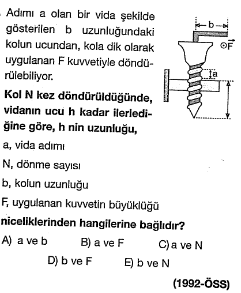 Adımı a olan bir vida şekilde
gösterilen b uzunluğundaki
kolun ucundan, kola dik olarak
uygulanan F kuvvetiyle döndü-
rülebiliyor.
b
F
a
Kol N kez döndürüldüğünde,
vidanın ucu h kadar ilerledi-
ğine göre, h nin uzunluğu,
a, vida adımı
N, dönme sayısı
b, kolun uzunluğu
F, uygulanan kuvvetin büyüklüğü
niceliklerinden hangilerine bağlıdır?
A) a ve b B) a ve F C) a ve N
D) b ve F E) b ve N
(1992-ÖSS)